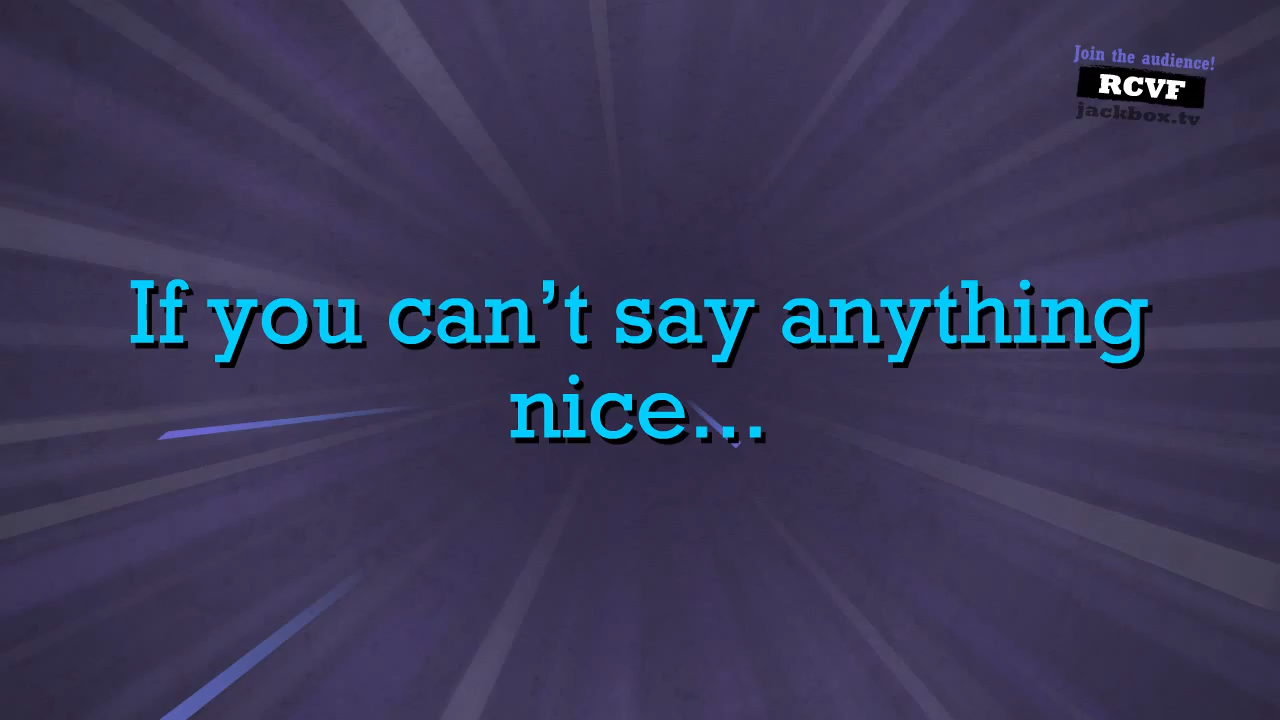 Join the audience!
RCVF
jackbox.tv
If you can’t say anything
nice...